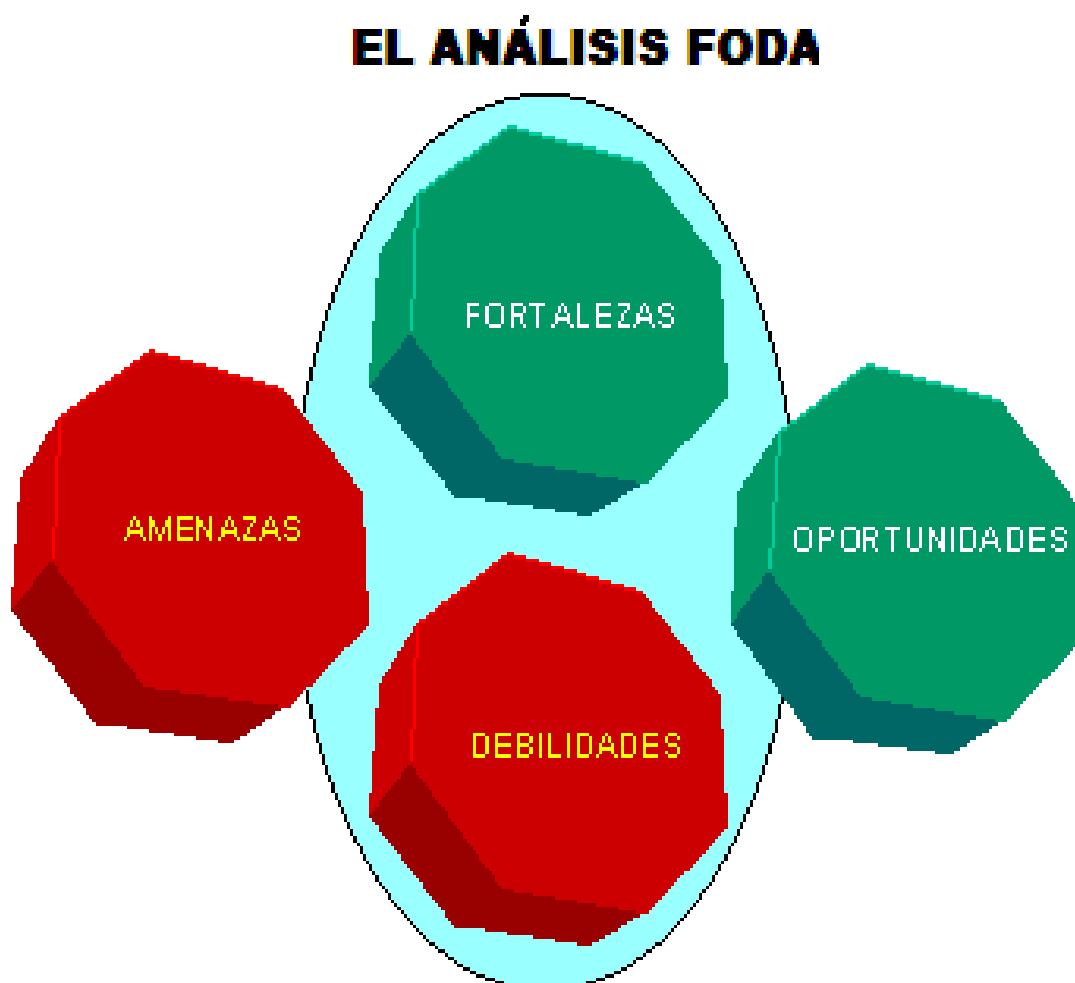 EL ANÁLISIS FODA
FORTALEZAS
AMENAZAS
OPORTUNIDADES
DEBILIDADES